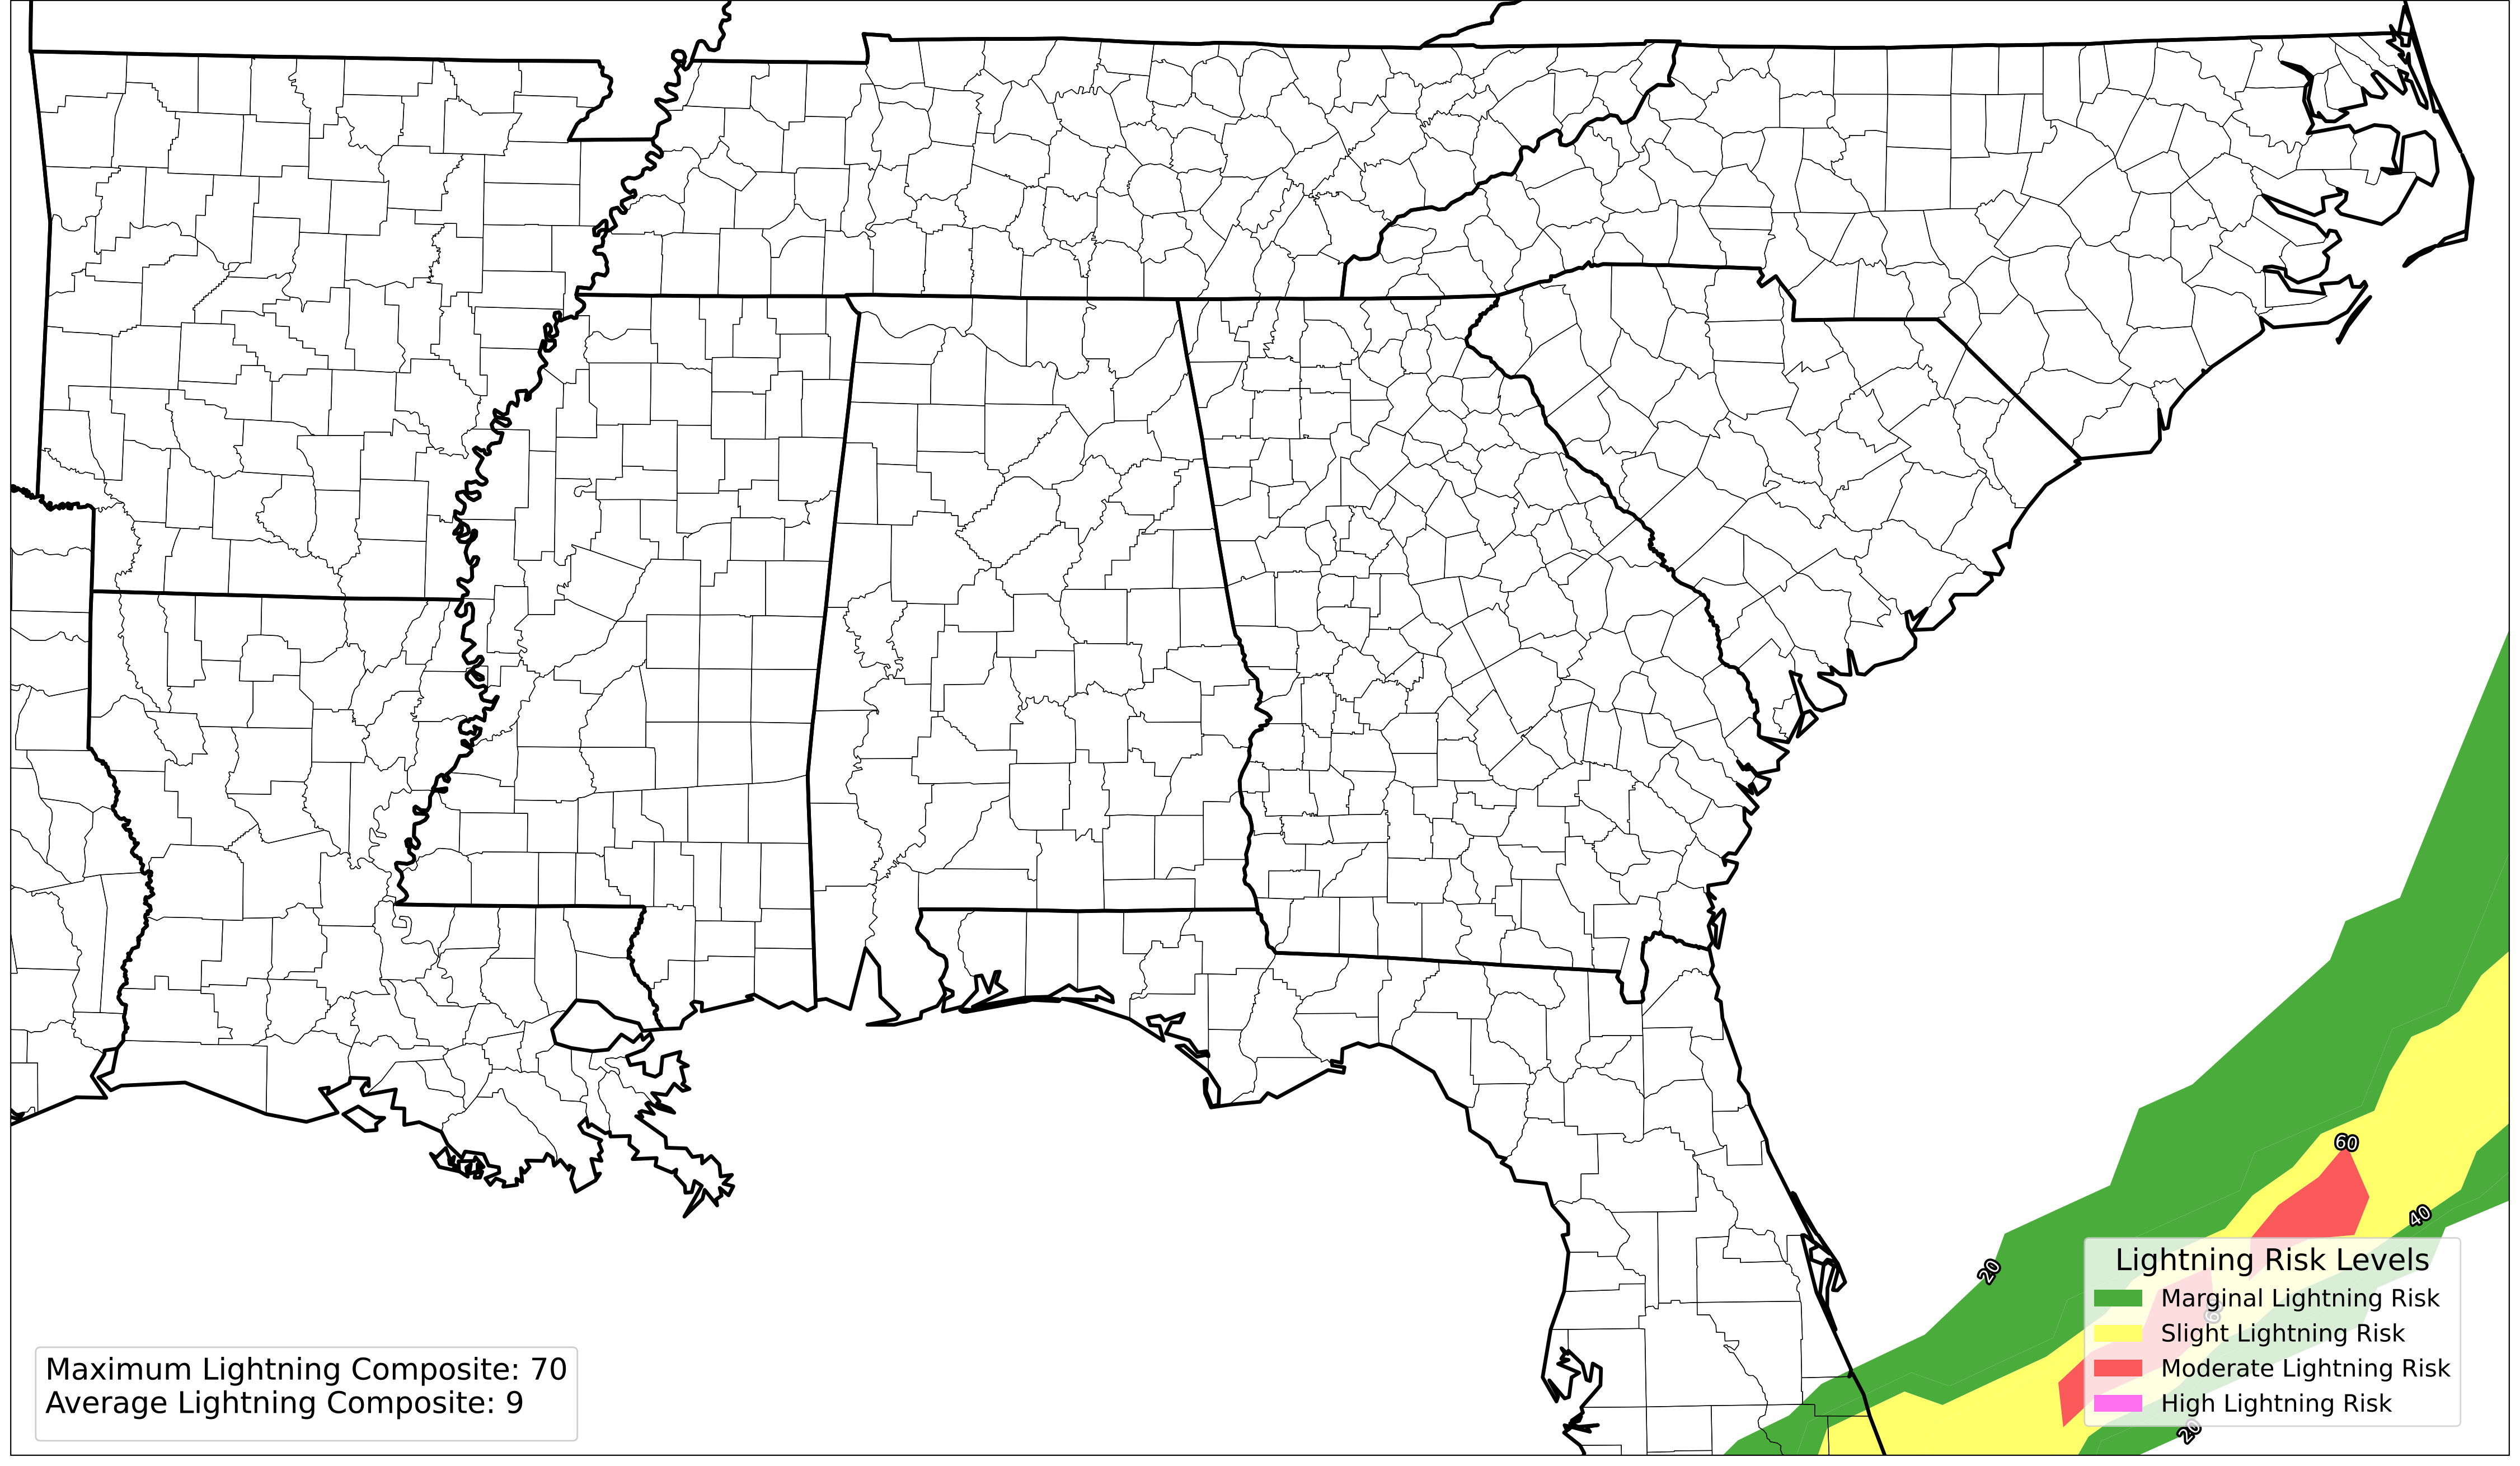 60
40
20
Lightning Risk Levels
Marginal Lightning Risk
Slight Lightning Risk
Moderate Lightning Risk
High Lightning Risk
20
Maximum Lightning Composite: 70
Average Lightning Composite: 9